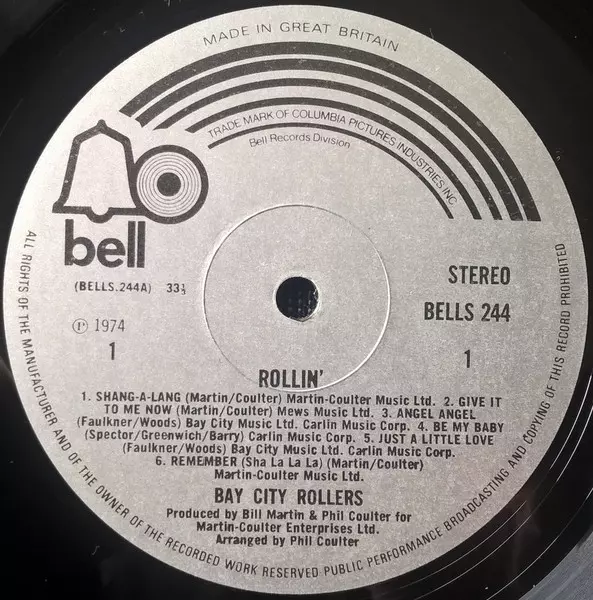 MADE IN GREAT BRITAIN
TRADE MARK OF COLUMBIA PICTURES INDUSTRIES, INC.
Bell Records Division
bell
(BELLS.244A) 33⅓
STEREO
BELLS 244
Ⓟ 1974
1
1
ROLLIN'
1. SHANG-A-LANG (Martin/Coulter) Martin-Coulter Music Ltd. 2. GIVE IT
TO ME NOW (Martin/Coulter) Mews Music Ltd. 3. ANGEL ANGEL
(Faulkner/Woods) Bay City Music Ltd. Carlin Music Corp. 4. BE MY BABY
(Spector/Greenwich/Barry) Carlin Music Corp. 5. JUST A LITTLE LOVE
(Faulkner/Woods) Bay City Music Ltd. Carlin Music Corp.
6. REMEMBER (Sha La La La) (Martin/Coulter)
Martin-Coulter Music Ltd.
BAY CITY ROLLERS
Produced by Bill Martin & Phil Coulter for
Martin-Coulter Enterprises Ltd.
Arranged by Phil Coulter
ALL RIGHTS OF THE MANUFACTURER AND OF THE OWNER OF THE RECORDED WORK RESERVED PUBLIC PERFORMANCE BROADCASTING AND COPYING OF THIS RECORD PROHIBITED